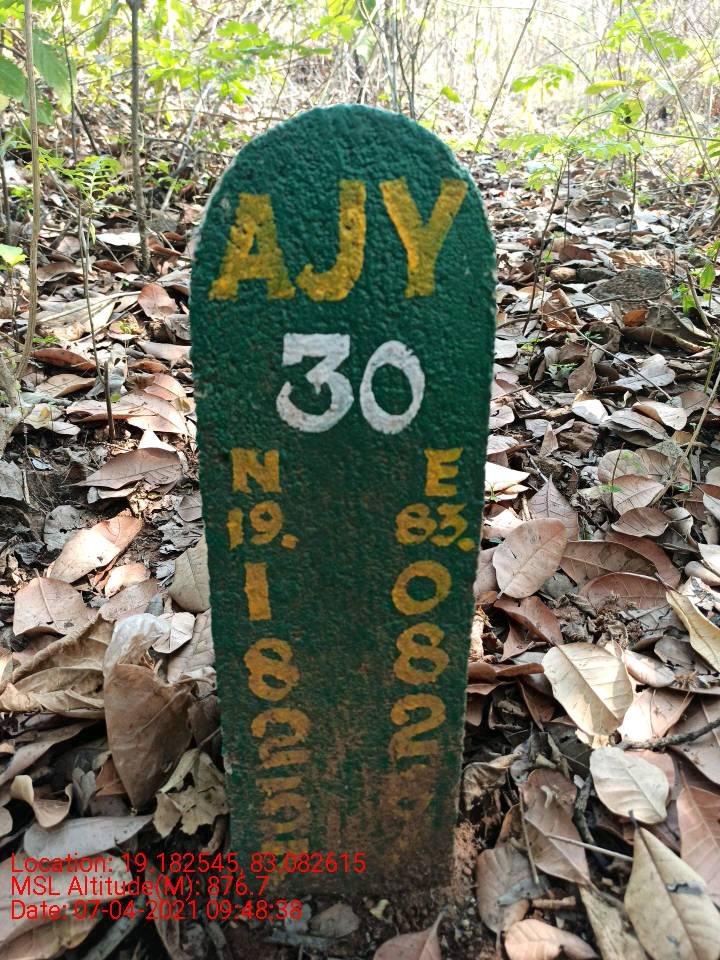 AJY
30
N E
19. 83.
1 0
8 8
2 2
5
Location: 19.182545, 83.082615
MSL Altitude(M): 876.7
Date: 07-04-2021 09:48:38